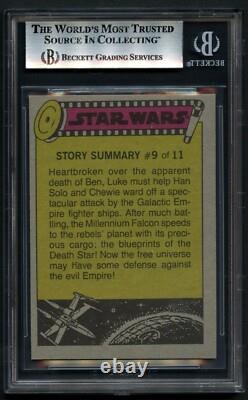 THE WORLD'S MOST TRUSTED
SOURCE IN COLLECTING™
(B) BECKETT GRADING SERVICES
BECKETT
STAR WARS
STORY SUMMARY #9 of 11
Heartbroken over the apparent
death of Ben, Luke must help Han
Solo and Chewie ward off a spec-
tacular attack by the Galactic Em-
pire fighter ships. After much bat-
tling, the Millennium Falcon speeds
to the rebels' planet with its preci-
ous cargo; the blueprints of the
Death Star! Now the free universe
may Have some defense against
the evil Empire!